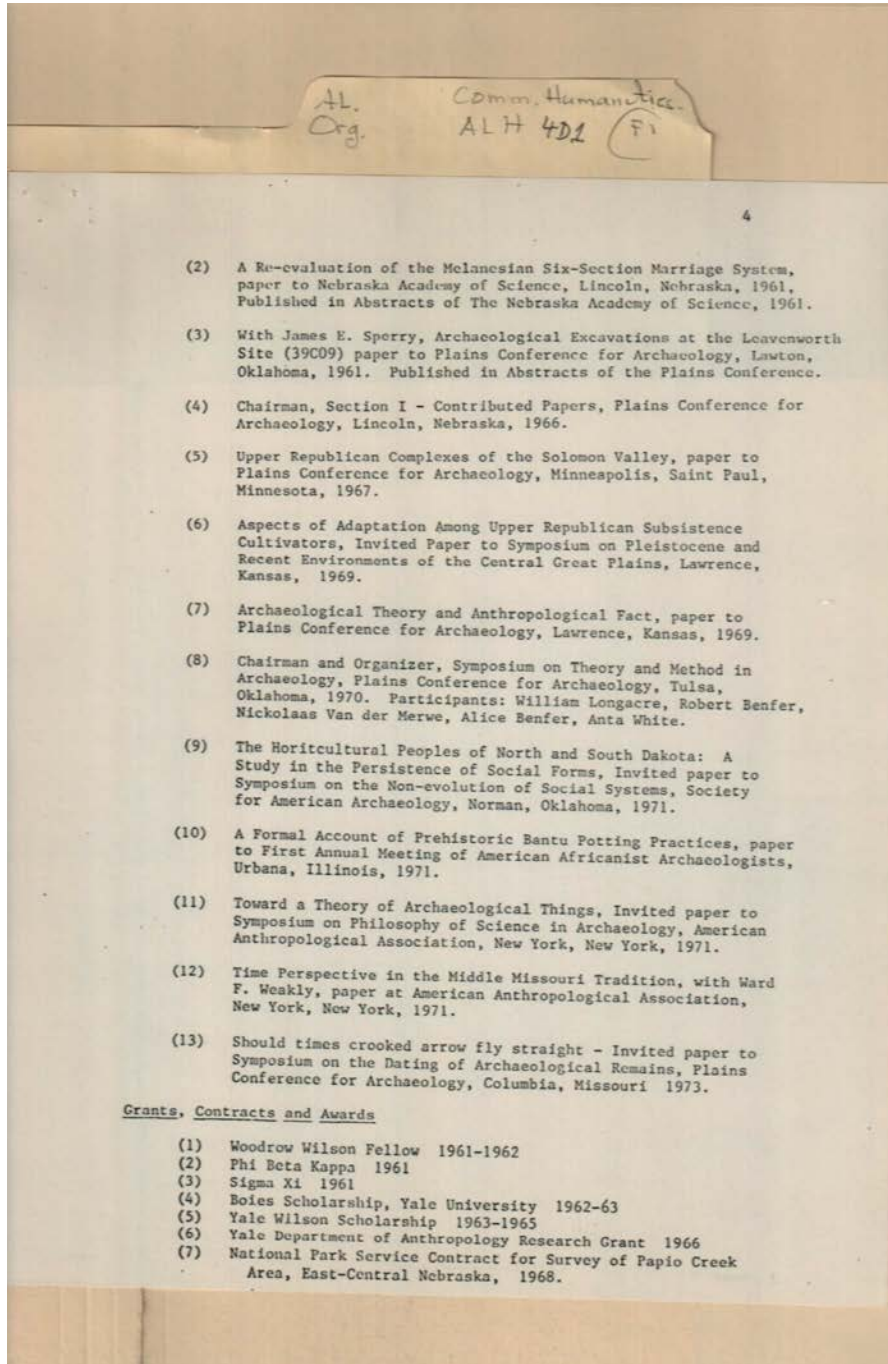 AL. Comm. Humanities.
Org. ALH 4D1 F1
4
(2) A Re-evaluation of the Melanesian Six-Section Marriage System,
paper to Nebraska Academy of Science, Lincoln, Nebraska, 1961,
Published in Abstracts of The Nebraska Academy of Science, 1961.
(3) With James E. Sperry, Archaeological Excavations at the Leavenworth
Site (39CO9) paper to Plains Conference for Archaeology, Lawton,
Oklahoma, 1961. Published in Abstracts of the Plains Conference.
(4) Chairman, Section I - Contributed Papers, Plains Conference for
Archaeology, Lincoln, Nebraska, 1966.
(5) Upper Republican Complexes of the Solomon Valley, paper to
Plains Conference for Archaeology, Minneapolis, Saint Paul,
Minnesota, 1967.
(6) Aspects of Adaptation Among Upper Republican Subsistence
Cultivators, Invited Paper to Symposium on Pleistocene and
Recent Environments of the Central Great Plains, Lawrence,
Kansas, 1969.
(7) Archaeological Theory and Anthropological Fact, paper to
Plains Conference for Archaeology, Lawrence, Kansas, 1969.
(8) Chairman and Organizer, Symposium on Theory and Method in
Archaeology, Plains Conference for Archaeology, Tulsa,
Oklahoma, 1970. Participants: William Longacre, Robert Benfer,
Nickolaas Van der Merwe, Alice Benfer, Anta White.
(9) The Horitcultural Peoples of North and South Dakota: A
Study in the Persistence of Social Forms, Invited paper to
Symposium on the Non-evolution of Social Systems, Society
for American Archaeology, Norman, Oklahoma, 1971.
(10) A Formal Account of Prehistoric Bantu Potting Practices, paper
to First Annual Meeting of American Africanist Archaeologists,
Urbana, Illinois, 1971.
(11) Toward a Theory of Archaeological Things, Invited paper to
Symposium on Philosophy of Science in Archaeology, American
Anthropological Association, New York, New York, 1971.
(12) Time Perspective in the Middle Missouri Tradition, with Ward
F. Weakly, paper at American Anthropological Association,
New York, New York, 1971.
(13) Should times crooked arrow fly straight - Invited paper to
Symposium on the Dating of Archaeological Remains, Plains
Conference for Archaeology, Columbia, Missouri 1973.
Grants, Contracts and Awards
(1) Woodrow Wilson Fellow 1961-1962
(2) Phi Beta Kappa 1961
(3) Sigma Xi 1961
(4) Boies Scholarship, Yale University 1962-63
(5) Yale Wilson Scholarship 1963-1965
(6) Yale Department of Anthropology Research Grant 1966
(7) National Park Service Contract for Survey of Papio Creek
Area, East-Central Nebraska, 1968.